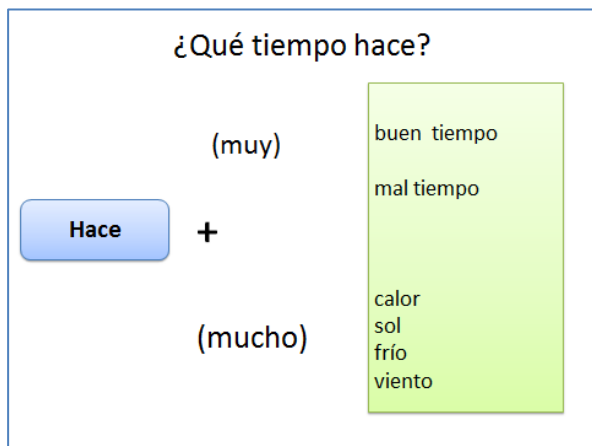 ¿Qué tiempo hace?
(muy)
buen tiempo
mal tiempo
Hace
+
(mucho)
calor
sol
frío
viento